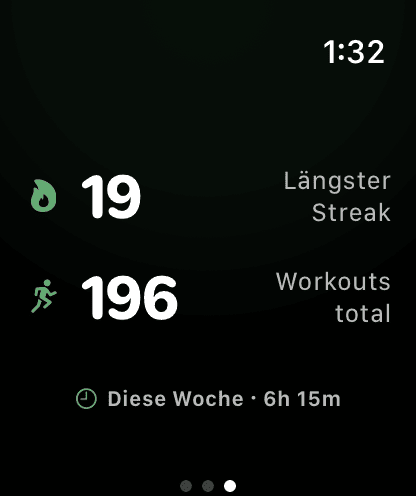 1:32
19
Längster
Streak
196
Workouts
total
Diese Woche · 6h 15m